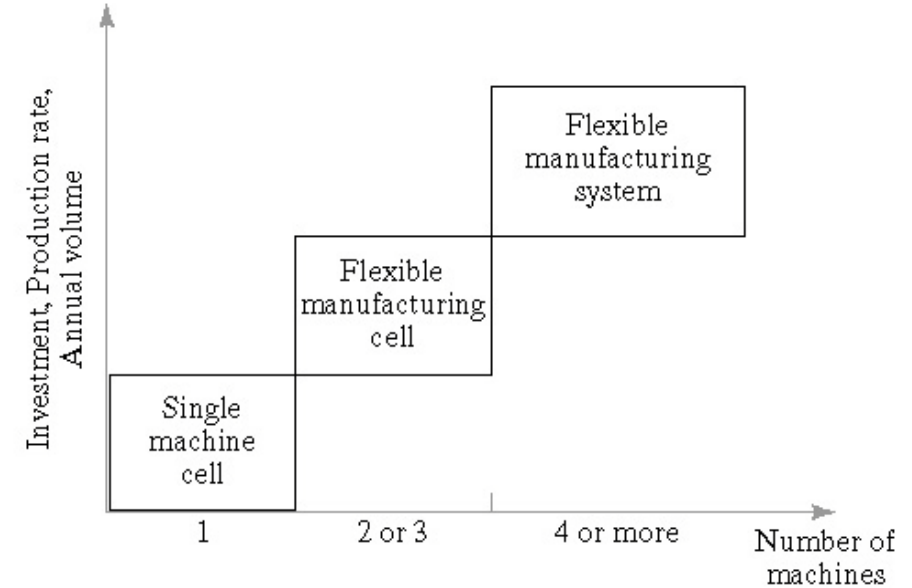 Investment, Production rate,
Annual volume
Flexible
manufacturing
system
Flexible
manufacturing
cell
Single
machine
cell
1
2 or 3
4 or more
Number of
machines